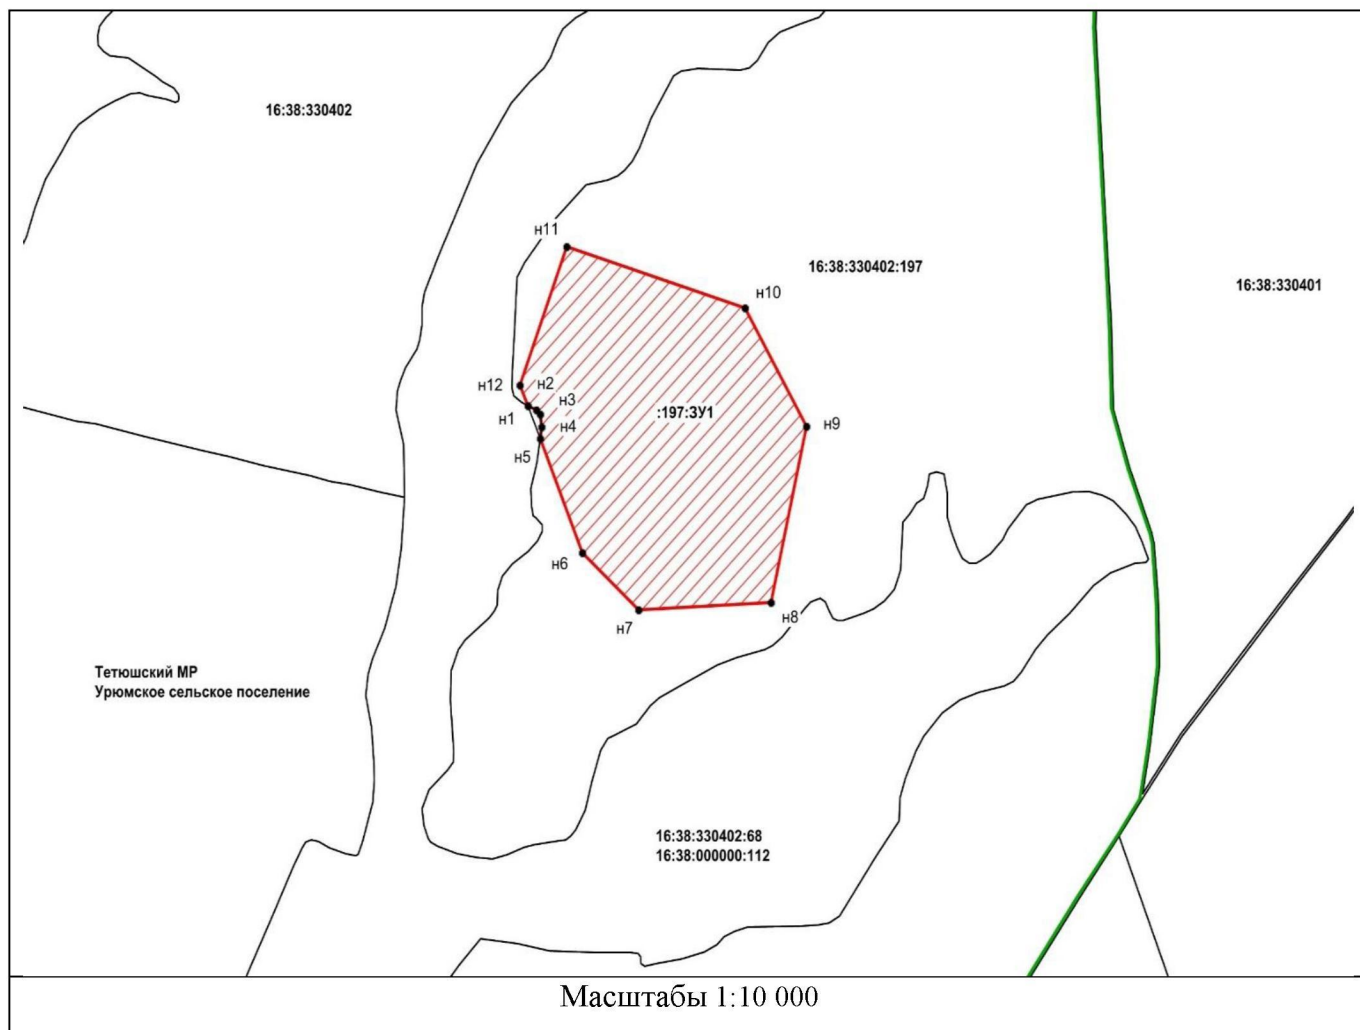 16:38:330402
н11
16:38:330402:197
н10
16:38:330401
н12
н2
н3
н1
:197:ЗУ1
н4
н9
н5
н6
н8
н7
Тетюшский МР
Урюмское сельское поселение
16:38:330402:68
16:38:000000:112
Масштабы 1:10 000